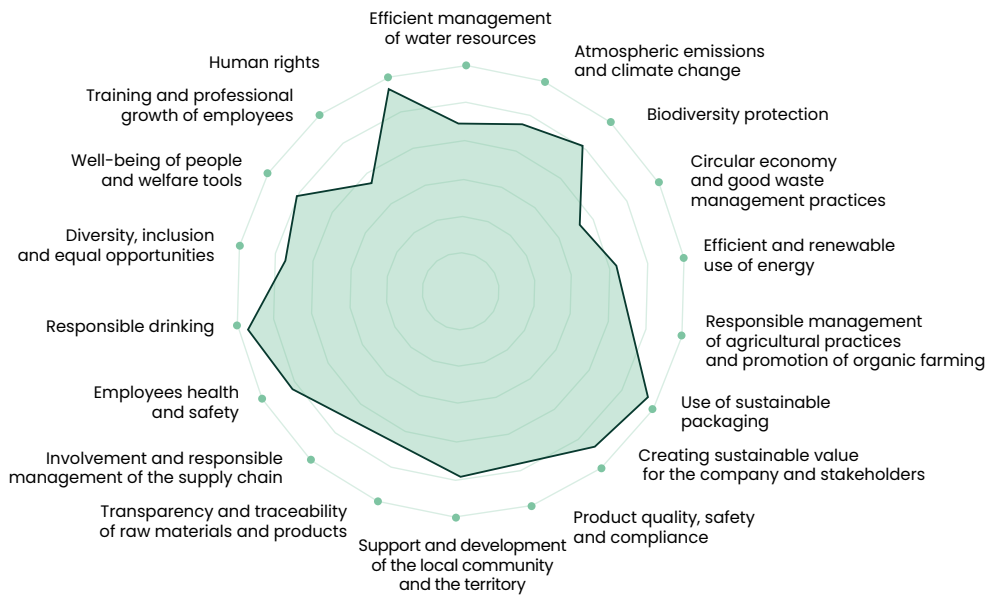 Efficient management
of water resources
Atmospheric emissions
and climate change
Biodiversity protection
Circular economy
and good waste
management practices
Efficient and renewable
use of energy
Responsible management
of agricultural practices
and promotion of organic farming
Use of sustainable
packaging
Creating sustainable value
for the company and stakeholders
Product quality, safety
and compliance
Support and development
of the local community
and the territory
Transparency and traceability
of raw materials and products
Involvement and responsible
management of the supply chain
Employees health
and safety
Responsible drinking
Diversity, inclusion
and equal opportunities
Well-being of people
and welfare tools
Training and professional
growth of employees
Human rights